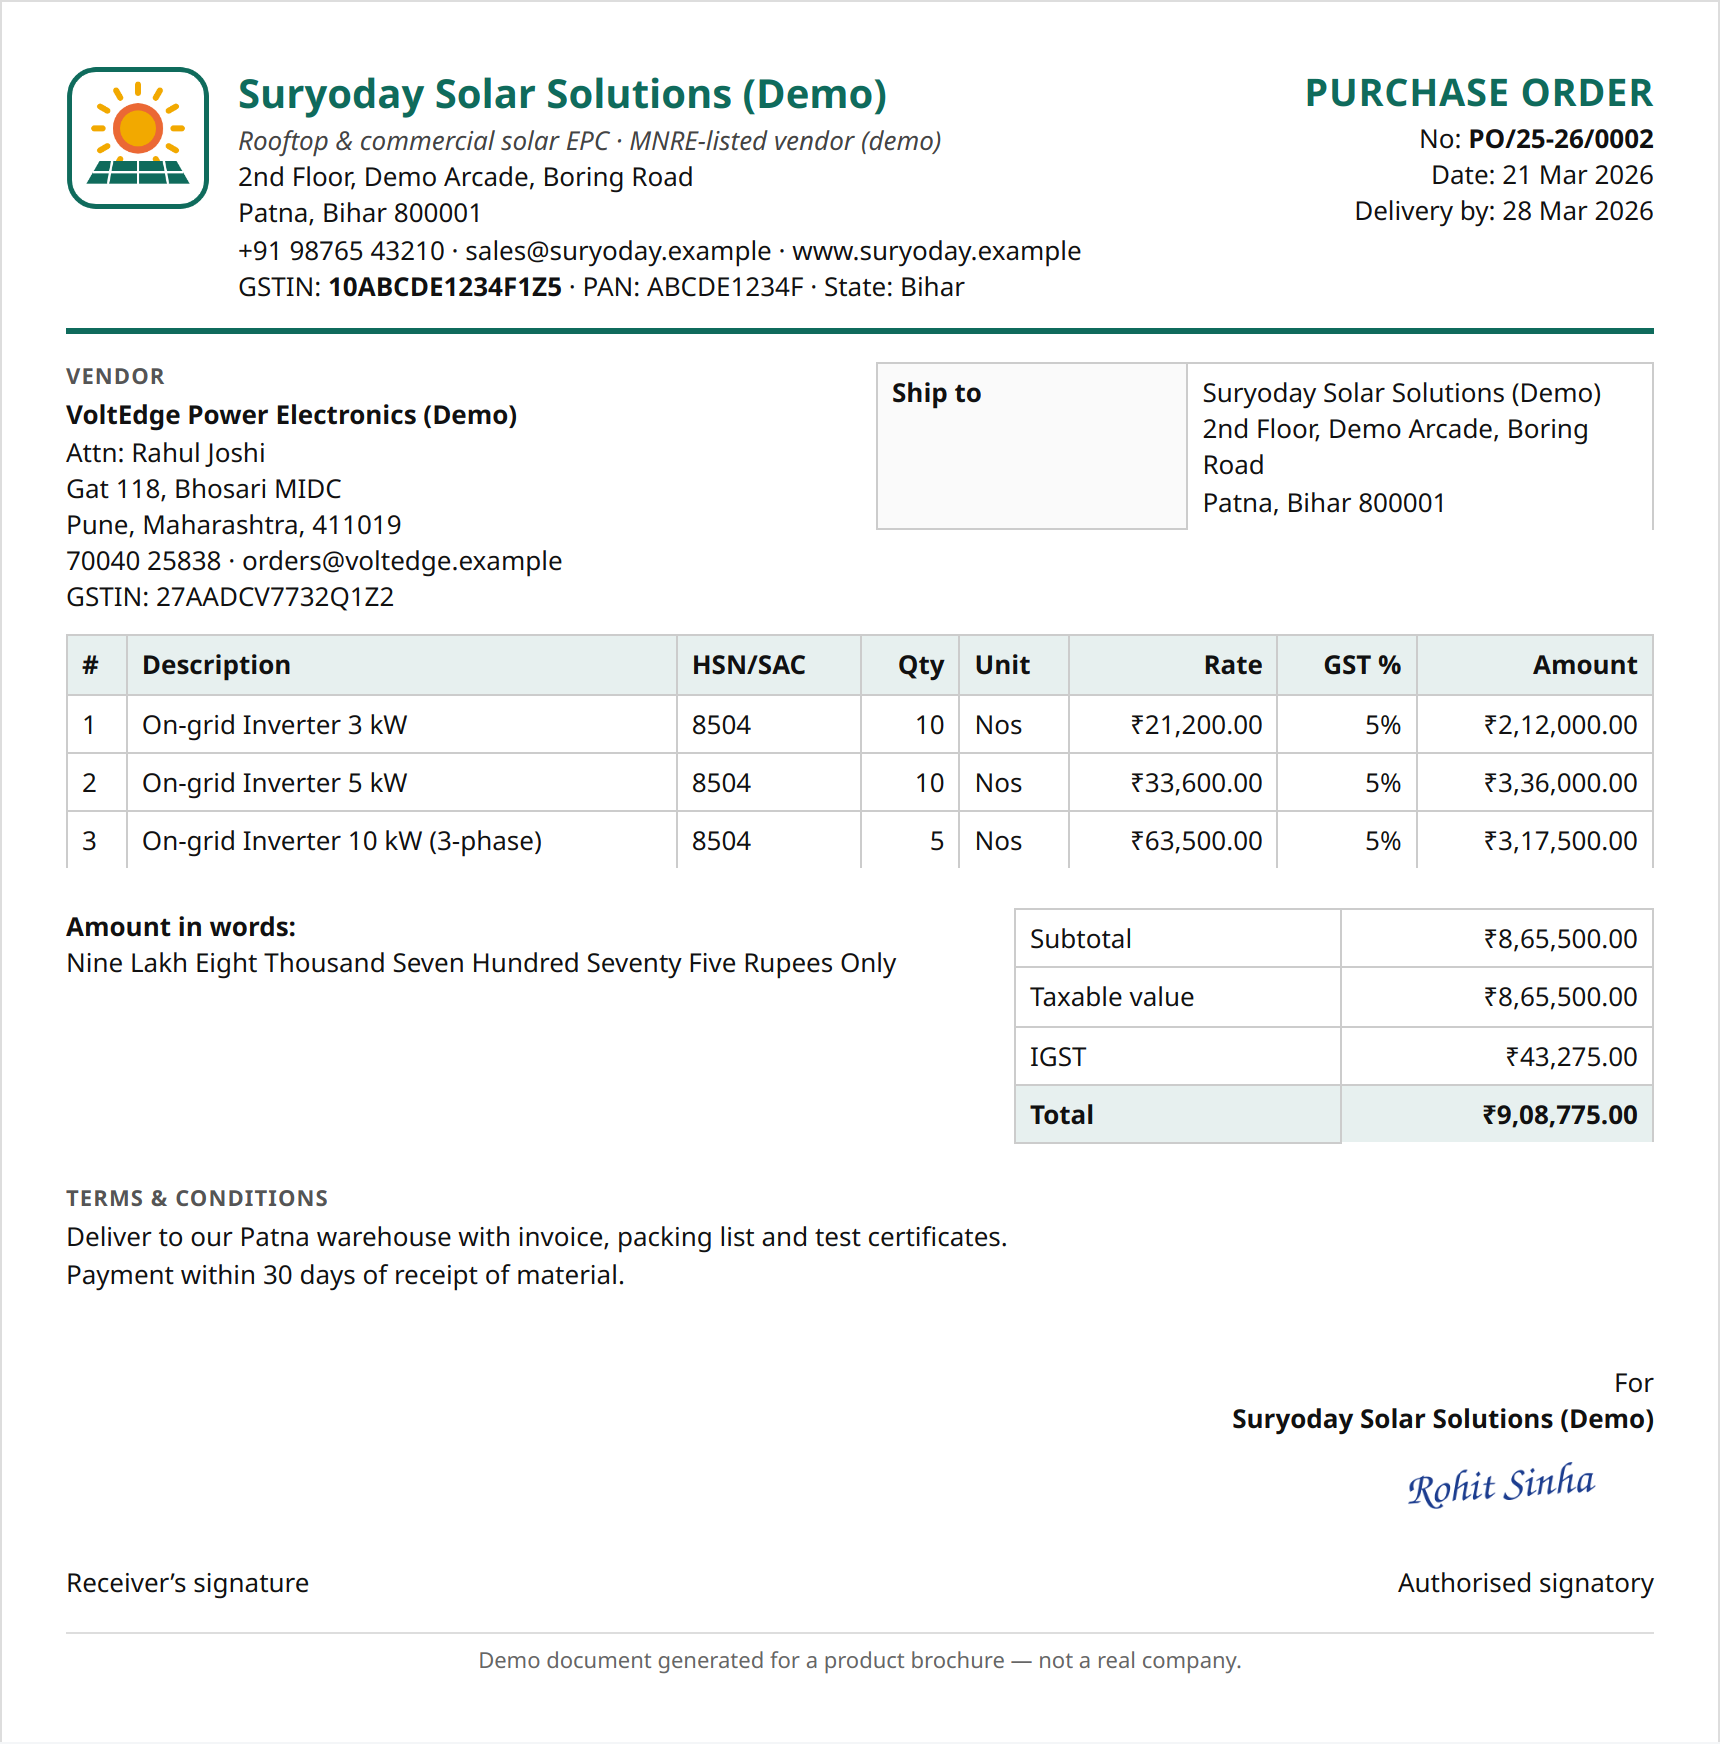 Suryoday Solar Solutions (Demo)
Rooftop & commercial solar EPC · MNRE-listed vendor (demo)
2nd Floor, Demo Arcade, Boring Road
Patna, Bihar 800001
+91 98765 43210 · sales@suryoday.example · www.suryoday.example
GSTIN: 10ABCDE1234F1Z5 · PAN: ABCDE1234F · State: Bihar
PURCHASE ORDER
No: PO/25-26/0002
Date: 21 Mar 2026
Delivery by: 28 Mar 2026
VENDOR
VoltEdge Power Electronics (Demo)
Attn: Rahul Joshi
Gat 118, Bhosari MIDC
Pune, Maharashtra, 411019
70040 25838 · orders@voltedge.example
GSTIN: 27AADCV7732Q1Z2
Ship to
Suryoday Solar Solutions (Demo)
2nd Floor, Demo Arcade, Boring
Road
Patna, Bihar 800001
# Description HSN/SAC Qty Unit Rate GST % Amount
1 On-grid Inverter 3 kW 8504 10 Nos ₹21,200.00 5% ₹2,12,000.00
2 On-grid Inverter 5 kW 8504 10 Nos ₹33,600.00 5% ₹3,36,000.00
3 On-grid Inverter 10 kW (3-phase) 8504 5 Nos ₹63,500.00 5% ₹3,17,500.00
Amount in words:
Nine Lakh Eight Thousand Seven Hundred Seventy Five Rupees Only
Subtotal ₹8,65,500.00
Taxable value ₹8,65,500.00
IGST ₹43,275.00
Total ₹9,08,775.00
TERMS & CONDITIONS
Deliver to our Patna warehouse with invoice, packing list and test certificates.
Payment within 30 days of receipt of material.
For
Suryoday Solar Solutions (Demo)
Rohit Sinha
Receiver’s signature
Authorised signatory
Demo document generated for a product brochure — not a real company.